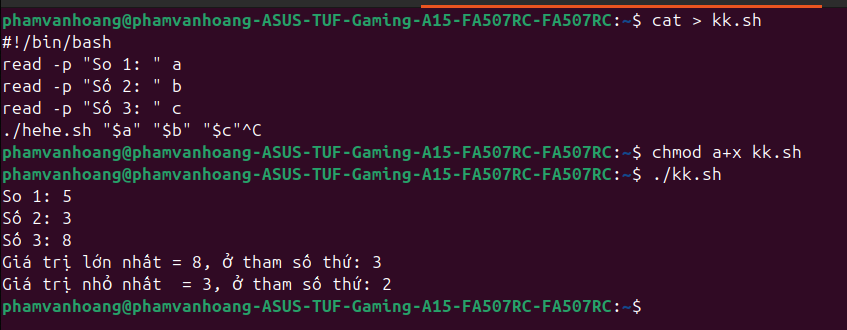 phamvanhoang@phamvanhoang-ASUS-TUF-Gaming-A15-FA507RC-FA507RC:~$ cat > kk.sh
#!/bin/bash
read -p "So 1: " a
read -p "Số 2: " b
read -p "Số 3: " c
./hehe.sh "$a" "$b" "$c"^C
phamvanhoang@phamvanhoang-ASUS-TUF-Gaming-A15-FA507RC-FA507RC:~$ chmod a+x kk.sh
phamvanhoang@phamvanhoang-ASUS-TUF-Gaming-A15-FA507RC-FA507RC:~$ ./kk.sh
So 1: 5
Số 2: 3
Số 3: 8
Giá trị lớn nhất = 8, ở tham số thứ: 3
Giá trị nhỏ nhất  = 3, ở tham số thứ: 2
phamvanhoang@phamvanhoang-ASUS-TUF-Gaming-A15-FA507RC-FA507RC:~$